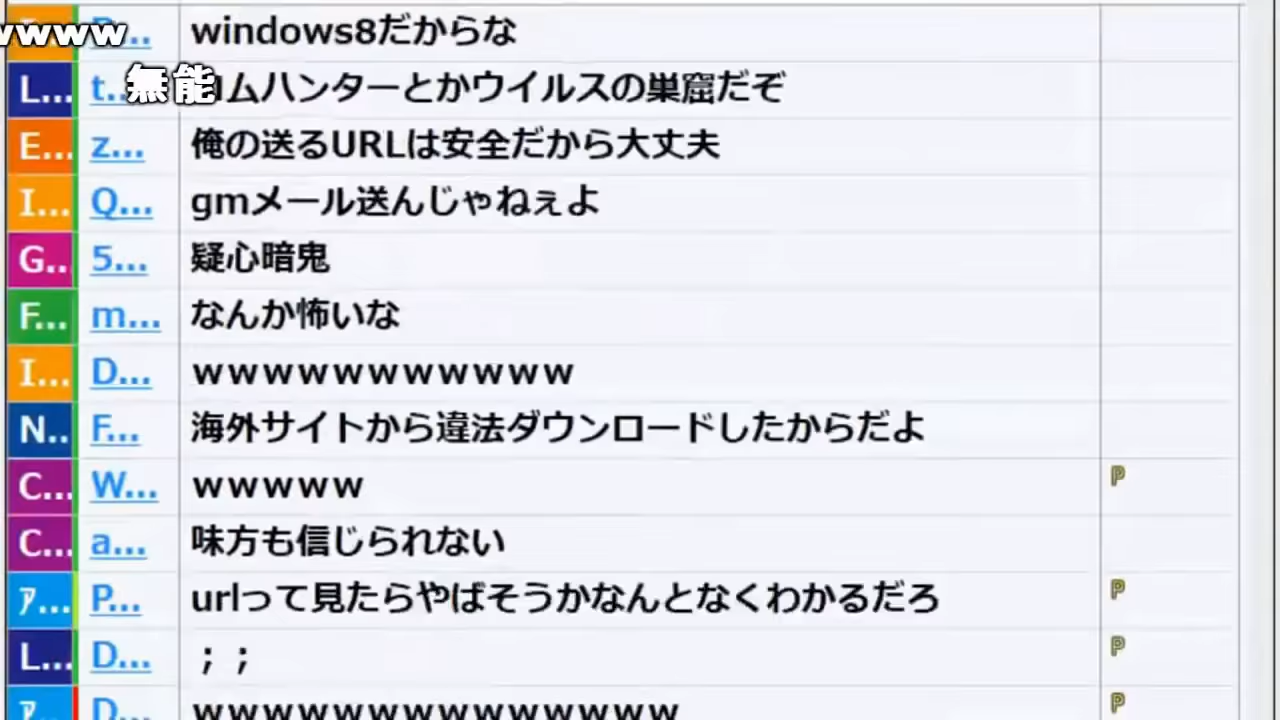 wwww
D... windows8だからな
無能
L... t... ムハンターとかウイルスの巣窟だぞ
E... z... 俺の送るURLは安全だから大丈夫
I... Q... gmメール送んじゃねぇよ
G... 5... 疑心暗鬼
F... m... なんか怖いな
I... D... ｗｗｗｗｗｗｗｗｗｗｗ
N.. F... 海外サイトから違法ダウンロードしたからだよ
C... W... ｗｗｗｗｗ P
C... a... 味方も信じられない
ｱ... P... urlって見たらやばそうかなんとなくわかるだろ P
L... D... ；； P
ｱ... D... ｗｗｗｗｗｗｗｗｗｗｗｗｗｗ P